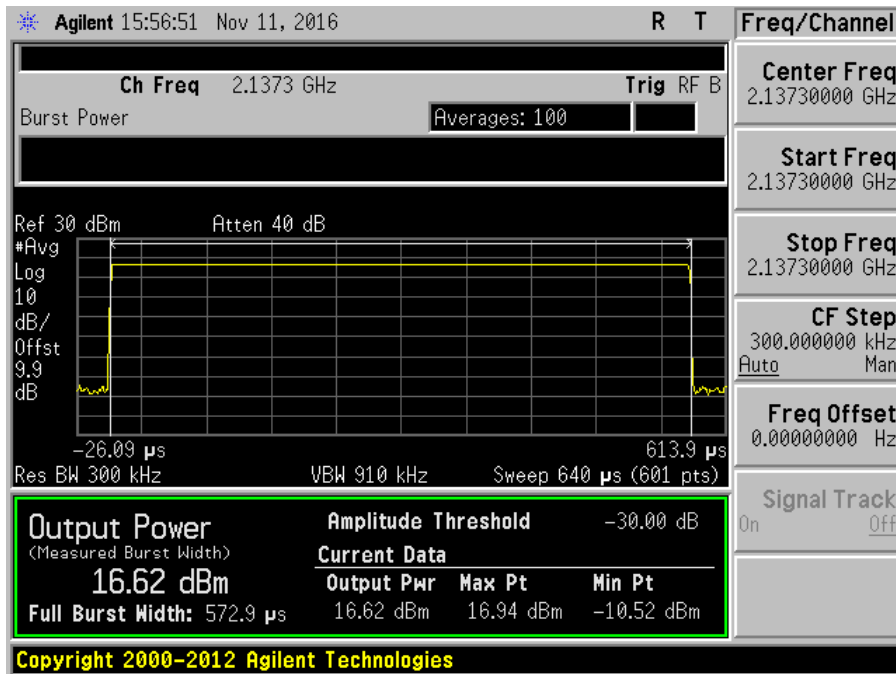 Agilent 15:56:51 Nov 11, 2016 R T
Freq/Channel
Ch Freq 2.1373 GHz Trig RF B
Burst Power Averages: 100
Ref 30 dBm Atten 40 dB
#Avg
Log
10
dB/
Offst
9.9
dB
-26.09 µs 613.9 µs
Res BW 300 kHz VBW 910 kHz Sweep 640 µs (601 pts)
Output Power
(Measured Burst Width)
16.62 dBm
Full Burst Width: 572.9 µs
Amplitude Threshold -30.00 dB
Current Data
Output Pwr Max Pt Min Pt
16.62 dBm 16.94 dBm -10.52 dBm
Center Freq
2.13730000 GHz
Start Freq
2.13730000 GHz
Stop Freq
2.13730000 GHz
CF Step
300.000000 kHz
Auto Man
Freq Offset
0.00000000 Hz
Signal Track
On Off
Copyright 2000-2012 Agilent Technologies